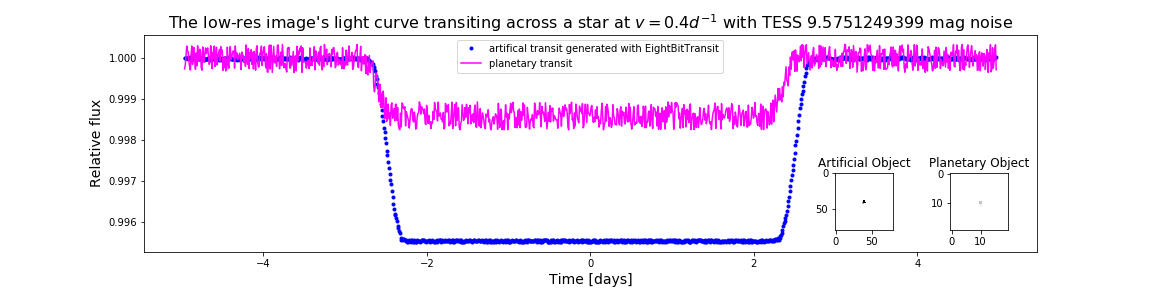 The low-res image's light curve transiting across a star at v = 0.4d⁻¹ with TESS 9.5751249399 mag noise
artifical transit generated with EightBitTransit
planetary transit
Relative flux
1.000
0.999
0.998
0.997
0.996
−4
−2
0
2
4
Time [days]
Artificial Object
0
50
0
50
Planetary Object
0
10
0
10